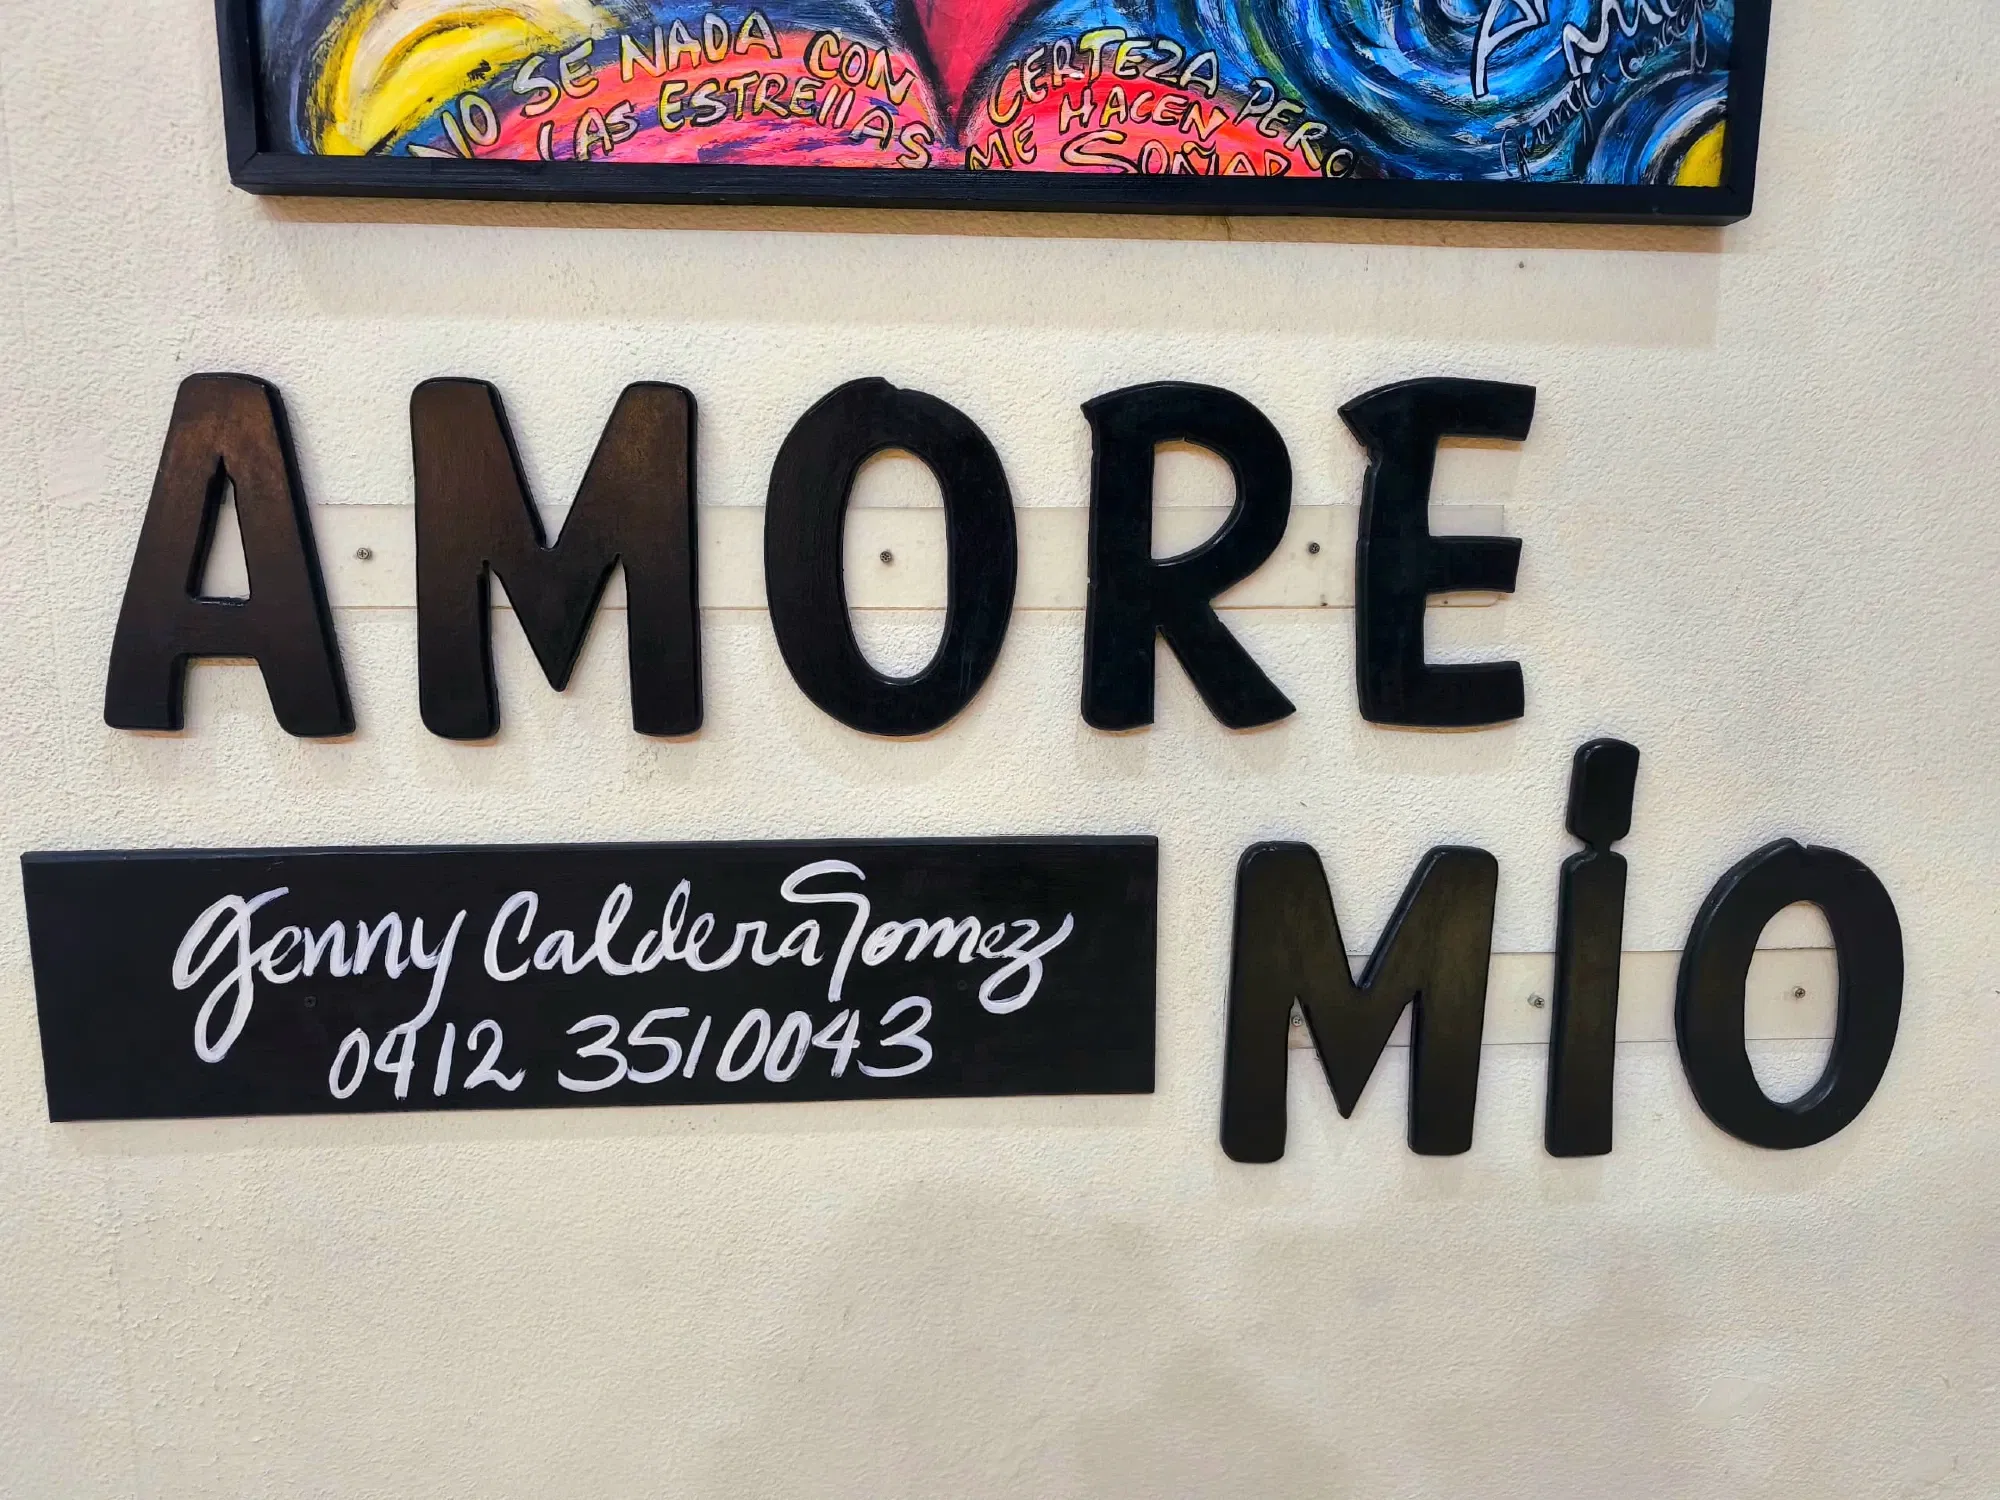 NO SE NADA CON CERTEZA PERO
LAS ESTRELLAS ME HACEN
SOÑAR
AMORE
MIO
Genny Caldera Gomez
0412 3510043